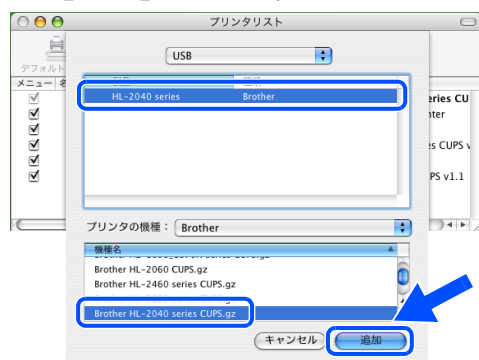 プリンタリスト
USB
デフォルト
メニュー 名
HL-2040 series Brother
eries CU
nter
es CUPS v
PS v1.1
プリンタの機種： Brother
機種名
Brother HL-2060 CUPS.gz
Brother HL-2460 series CUPS.gz
Brother HL-2040 series CUPS.gz
キャンセル 追加